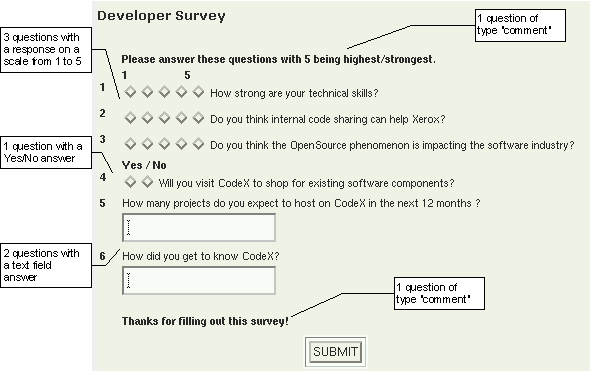 Developer Survey
1 question of
type "comment"
3 questions with
a response on a
scale from 1 to 5
Please answer these questions with 5 being highest/strongest.
1 5
1 How strong are your technical skills?
2 Do you think internal code sharing can help Xerox?
3 Do you think the OpenSource phenomenon is impacting the software industry?
1 question with a
Yes/No answer
Yes / No
4 Will you visit CodeX to shop for existing software components?
5 How many projects do you expect to host on CodeX in the next 12 months ?
2 questions with
a text field
answer
6 How did you get to know CodeX?
1 question of
type "comment"
Thanks for filling out this survey!
SUBMIT